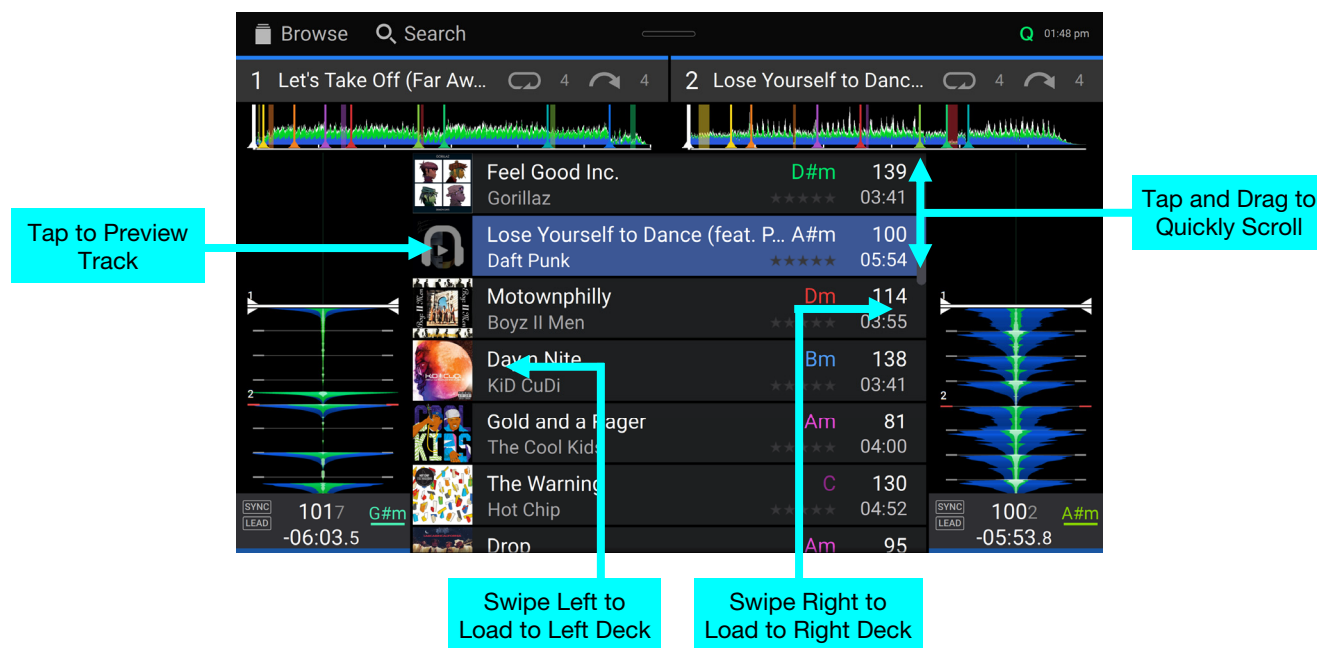 Browse Search Q 01:48 pm
1 Let's Take Off (Far Aw... 4 4 2 Lose Yourself to Danc... 4 4
Feel Good Inc. D#m 139
Gorillaz ★★★★★ 03:41
Tap and Drag to
Quickly Scroll
Tap to Preview
Track
Lose Yourself to Dance (feat. P... A#m 100
Daft Punk ★★★★★ 05:54
1 Motownphilly Dm 114 1
Boyz II Men ★★★★★ 03:55
Nite Bm 138
KiD CuDi ★★★★★ 03:41
2 2
Gold and a Am 81
The Cool Kids ★★★★★ 04:00
The Warning C 130
Hot Chip ★★★★★ 04:52
SYNC 1017 G#m SYNC 1002 A#m
LEAD LEAD
-06:03.5 Drop Am 95 -05:53.8
Swipe Left to
Load to Left Deck
Swipe Right to
Load to Right Deck